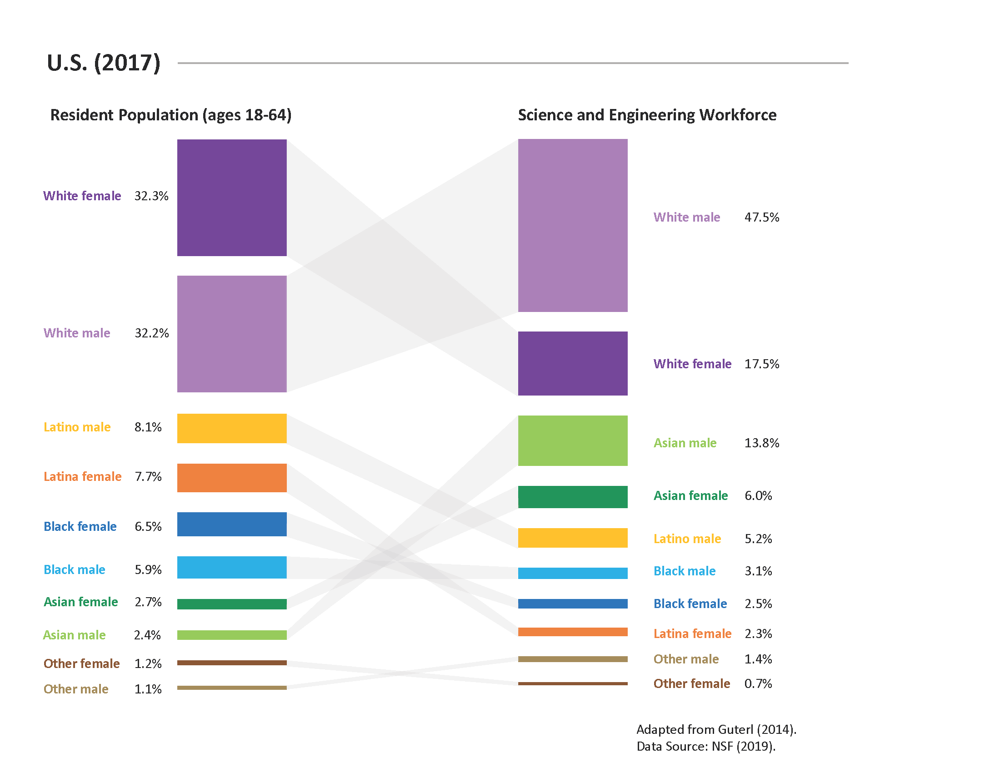 U.S. (2017)
Resident Population (ages 18-64)
White female 32.3%
White male 32.2%
Latino male 8.1%
Latina female 7.7%
Black female 6.5%
Black male 5.9%
Asian female 2.7%
Asian male 2.4%
Other female 1.2%
Other male 1.1%
Science and Engineering Workforce
White male 47.5%
White female 17.5%
Asian male 13.8%
Asian female 6.0%
Latino male 5.2%
Black male 3.1%
Black female 2.5%
Latina female 2.3%
Other male 1.4%
Other female 0.7%
Adapted from Guterl (2014).
Data Source: NSF (2019).